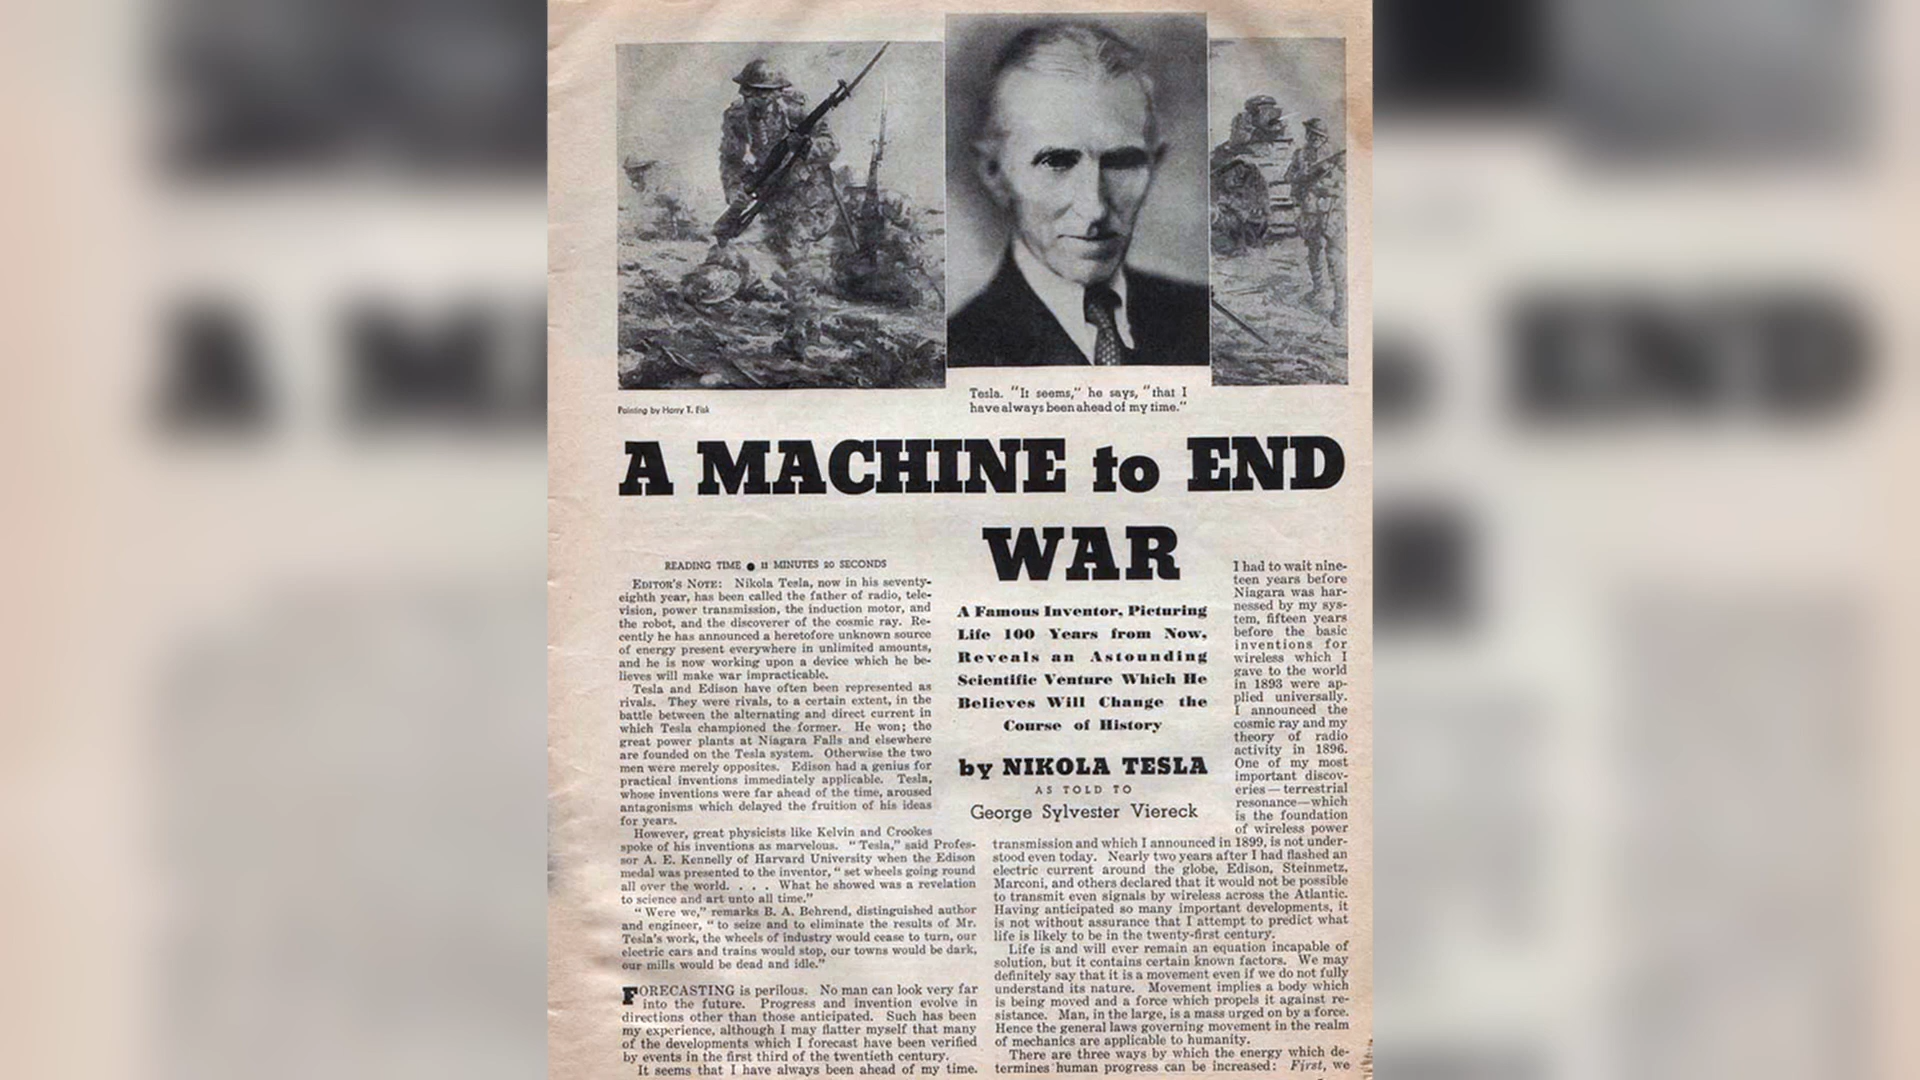 Painting by Harry T. Fisk
Tesla. "It seems," he says, "that I
have always been ahead of my time."
A MACHINE to END
WAR
READING TIME ● 11 MINUTES 20 SECONDS
EDITOR'S NOTE: Nikola Tesla, now in his seventy-
eighth year, has been called the father of radio, tele-
vision, power transmission, the induction motor, and
the robot, and the discoverer of the cosmic ray. Re-
cently he has announced a heretofore unknown source
of energy present everywhere in unlimited amounts,
and he is now working upon a device which he be-
lieves will make war impracticable.
Tesla and Edison have often been represented as
rivals. They were rivals, to a certain extent, in the
battle between the alternating and direct current in
which Tesla championed the former. He won; the
great power plants at Niagara Falls and elsewhere
are founded on the Tesla system. Otherwise the two
men were merely opposites. Edison had a genius for
practical inventions immediately applicable. Tesla,
whose inventions were far ahead of the time, aroused
antagonisms which delayed the fruition of his ideas
for years.
However, great physicists like Kelvin and Crookes
spoke of his inventions as marvelous. "Tesla," said Profes-
sor A. E. Kennelly of Harvard University when the Edison
medal was presented to the inventor, "set wheels going round
all over the world. . . . What he showed was a revelation
to science and art unto all time."
"Were we," remarks B. A. Behrend, distinguished author
and engineer, "to seize and to eliminate the results of Mr.
Tesla's work, the wheels of industry would cease to turn, our
electric cars and trains would stop, our towns would be dark,
our mills would be dead and idle."
FORECASTING is perilous. No man can look very far
into the future. Progress and invention evolve in
directions other than those anticipated. Such has been
my experience, although I may flatter myself that many
of the developments which I forecast have been verified
by events in the first third of the twentieth century.
It seems that I have always been ahead of my time.
A Famous Inventor, Picturing
Life 100 Years from Now,
Reveals an Astounding
Scientific Venture Which He
Believes Will Change the
Course of History
by NIKOLA TESLA
AS TOLD TO
George Sylvester Viereck
I had to wait nine-
teen years before
Niagara was har-
nessed by my sys-
tem, fifteen years
before the basic
inventions for
wireless which I
gave to the world
in 1893 were ap-
plied universally.
I announced the
cosmic ray and my
theory of radio
activity in 1896.
One of my most
important discov-
eries—terrestrial
resonance—which
is the foundation
of wireless power
transmission and which I announced in 1899, is not under-
stood even today. Nearly two years after I had flashed an
electric current around the globe, Edison, Steinmetz,
Marconi, and others declared that it would not be possible
to transmit even signals by wireless across the Atlantic.
Having anticipated so many important developments, it
is not without assurance that I attempt to predict what
life is likely to be in the twenty-first century.
Life is and will ever remain an equation incapable of
solution, but it contains certain known factors. We may
definitely say that it is a movement even if we do not fully
understand its nature. Movement implies a body which
is being moved and a force which propels it against re-
sistance. Man, in the large, is a mass urged on by a force.
Hence the general laws governing movement in the realm
of mechanics are applicable to humanity.
There are three ways by which the energy which de-
termines human progress can be increased: First, we